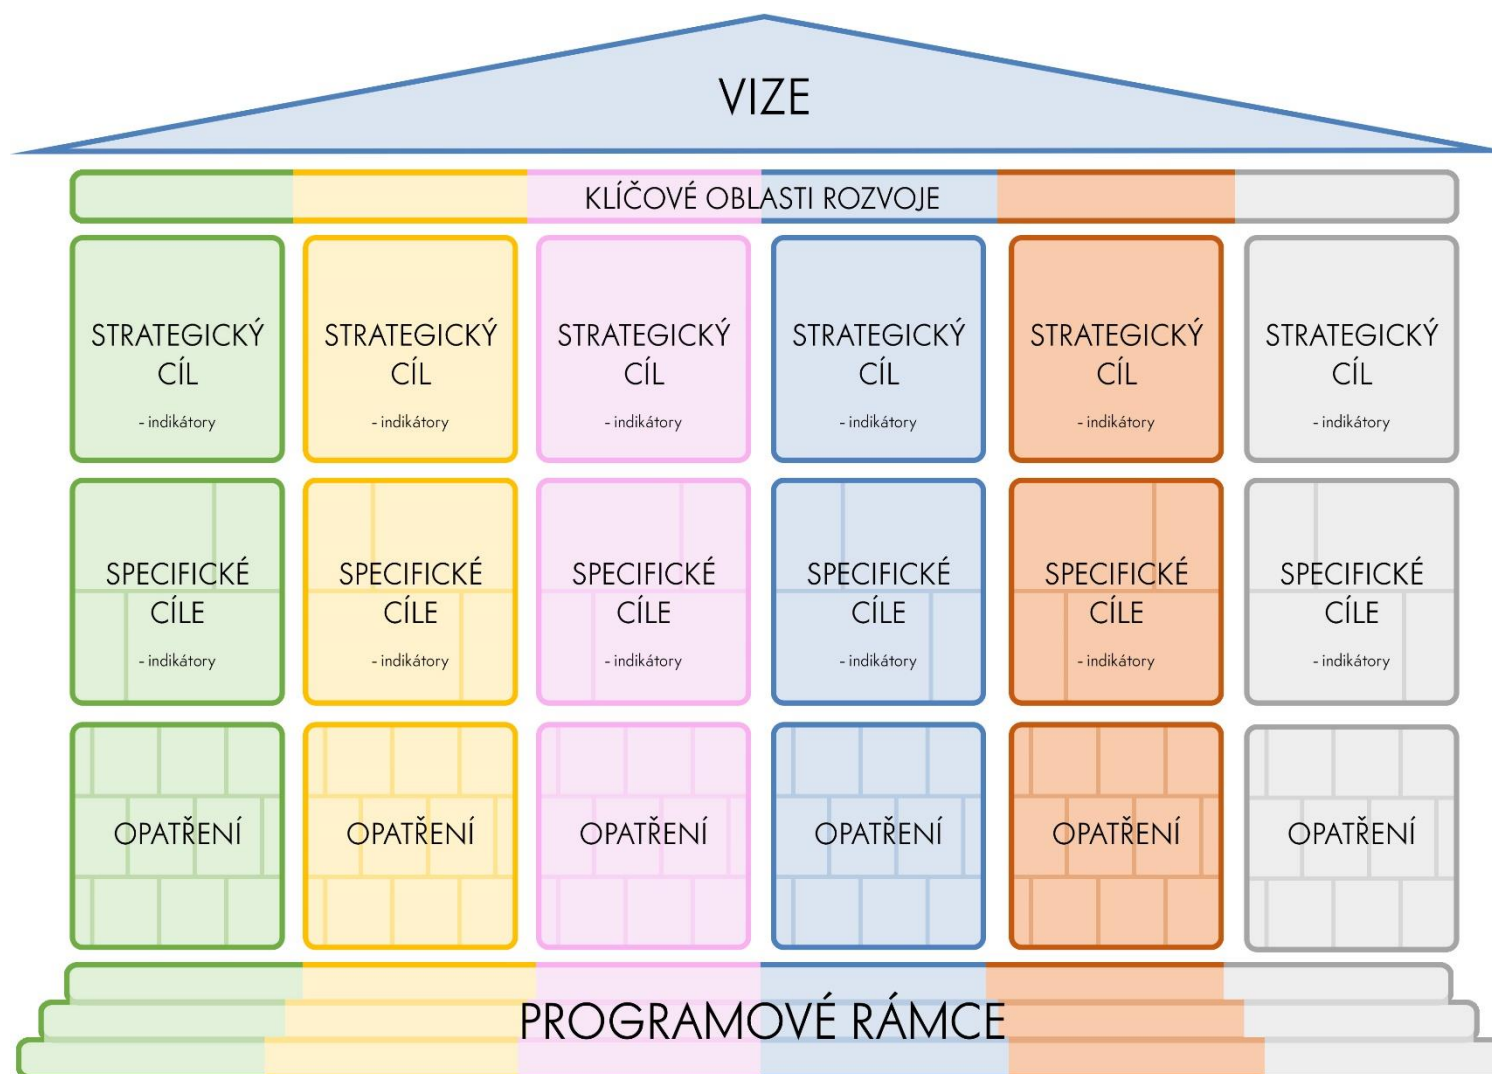 VIZE
KLÍČOVÉ OBLASTI ROZVOJE
STRATEGICKÝ
CÍL
- indikátory
STRATEGICKÝ
CÍL
- indikátory
STRATEGICKÝ
CÍL
- indikátory
STRATEGICKÝ
CÍL
- indikátory
STRATEGICKÝ
CÍL
- indikátory
STRATEGICKÝ
CÍL
- indikátory
SPECIFICKÉ
CÍLE
- indikátory
SPECIFICKÉ
CÍLE
- indikátory
SPECIFICKÉ
CÍLE
- indikátory
SPECIFICKÉ
CÍLE
- indikátory
SPECIFICKÉ
CÍLE
- indikátory
SPECIFICKÉ
CÍLE
- indikátory
OPATŘENÍ
OPATŘENÍ
OPATŘENÍ
OPATŘENÍ
OPATŘENÍ
OPATŘENÍ
PROGRAMOVÉ RÁMCE